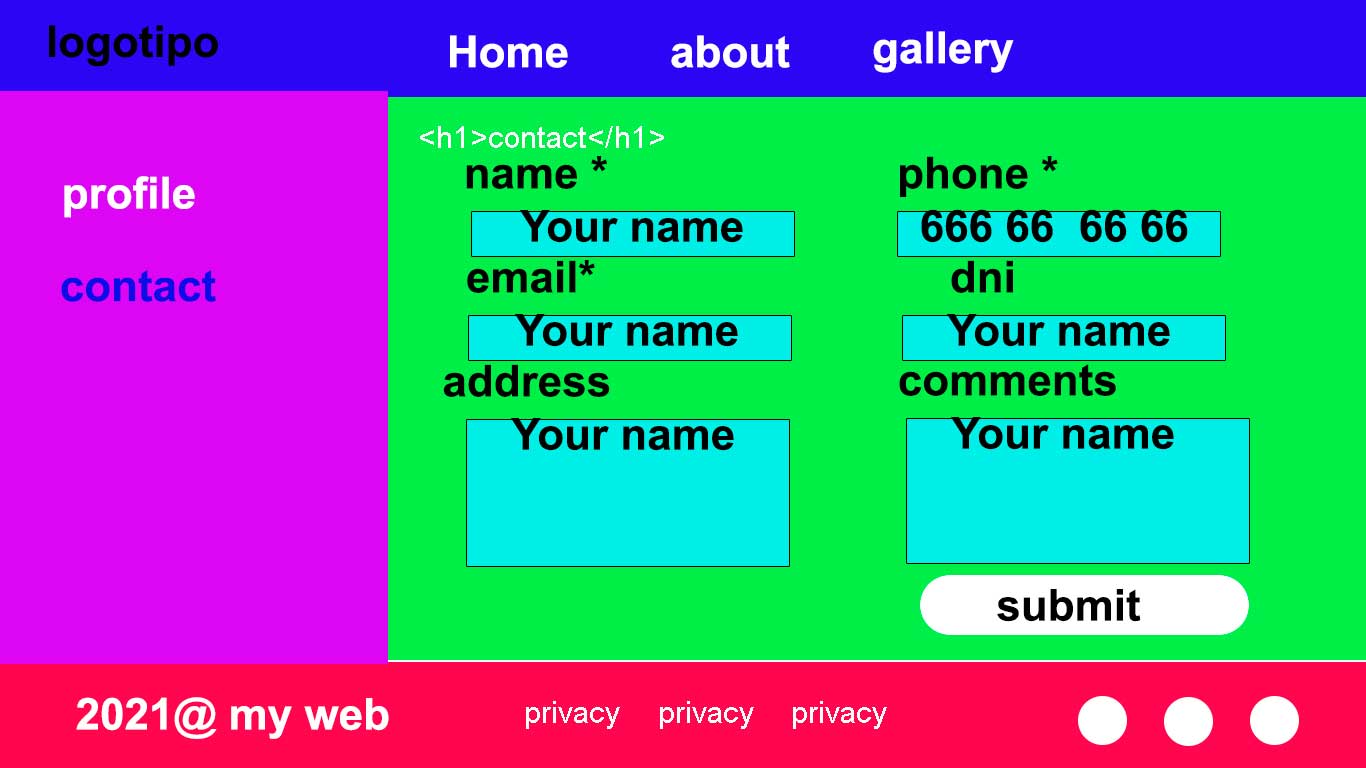 logotipo
Home about gallery
profile
contact
<h1>contact</h1>
name * phone *
Your name 666 66  66 66
email* dni
Your name Your name
address comments
Your name Your name
submit
2021@ my web privacy privacy privacy